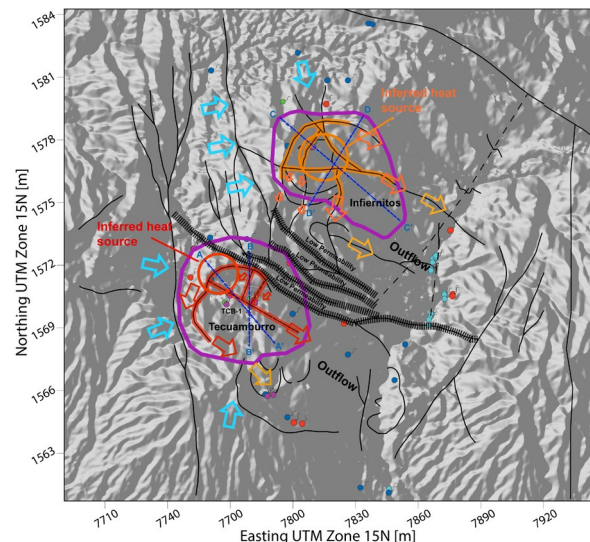 1584
1581
1578
1575
1572
1569
1566
1563
Northing UTM Zone 15N [m]
Inferred heat
source
C
D
D'
C'
Infiernitos
Outflow
Low Permeability
Low Permeability
Low Permeability
Inferred heat
source
A
B
TCB-1
Tecuamburro
B'
A'
Outflow
7710
7740
7700
7800
7830
7860
7890
7920
Easting UTM Zone 15N [m]